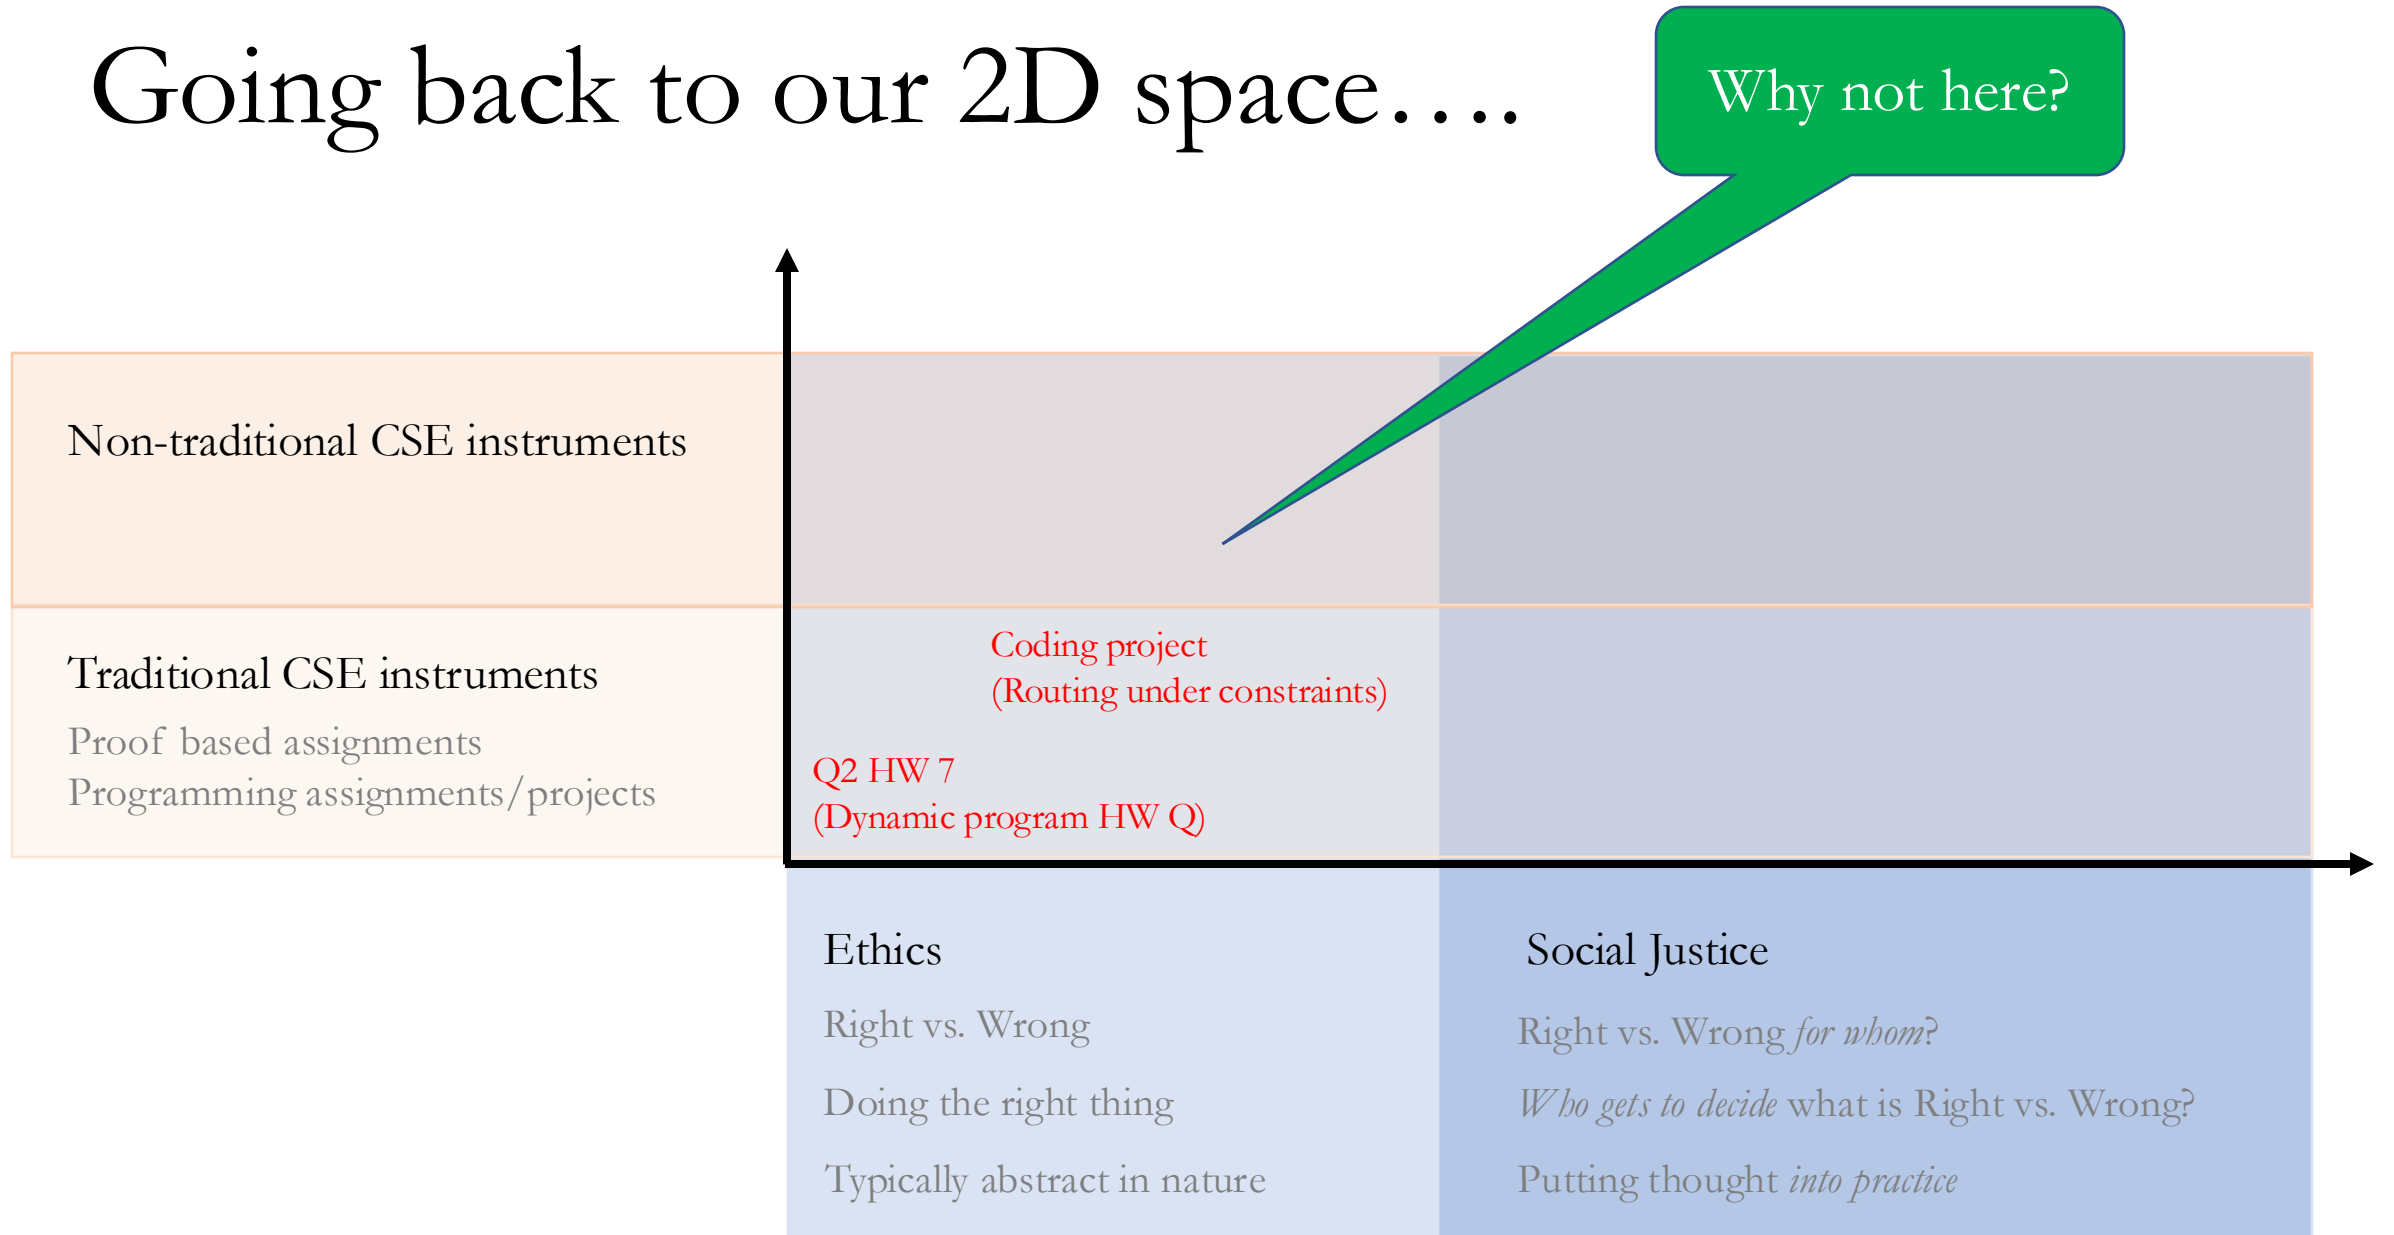 Going back to our 2D space….
Why not here?
Non-traditional CSE instruments
Traditional CSE instruments
Proof based assignments
Programming assignments/projects
Coding project
(Routing under constraints)
Q2 HW 7
(Dynamic program HW Q)
Ethics
Right vs. Wrong
Doing the right thing
Typically abstract in nature
Social Justice
Right vs. Wrong for whom?
Who gets to decide what is Right vs. Wrong?
Putting thought into practice